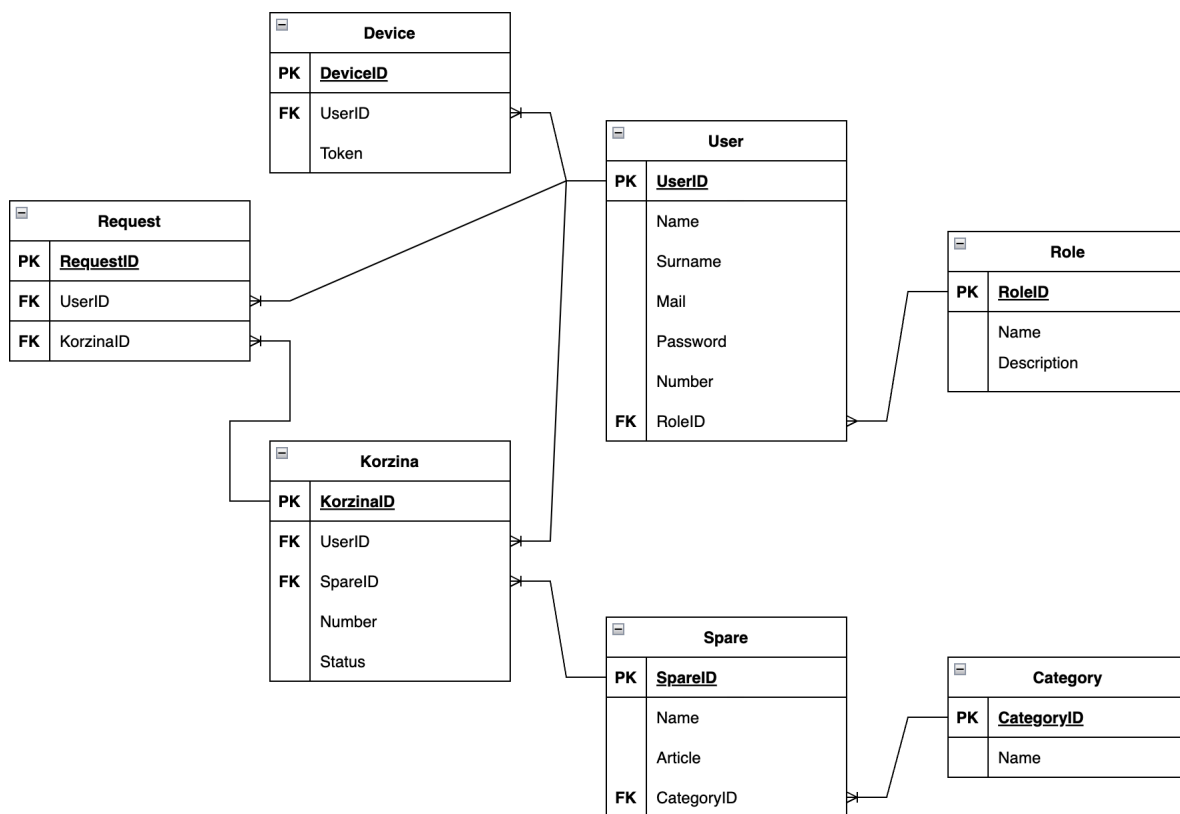 Device
PK DeviceID
FK UserID
Token
User
PK UserID
Name
Surname
Mail
Password
Number
FK RoleID
Request
PK RequestID
FK UserID
FK KorzinaID
Role
PK RoleID
Name
Description
Korzina
PK KorzinaID
FK UserID
FK SpareID
Number
Status
Spare
PK SpareID
Name
Article
FK CategoryID
Category
PK CategoryID
Name